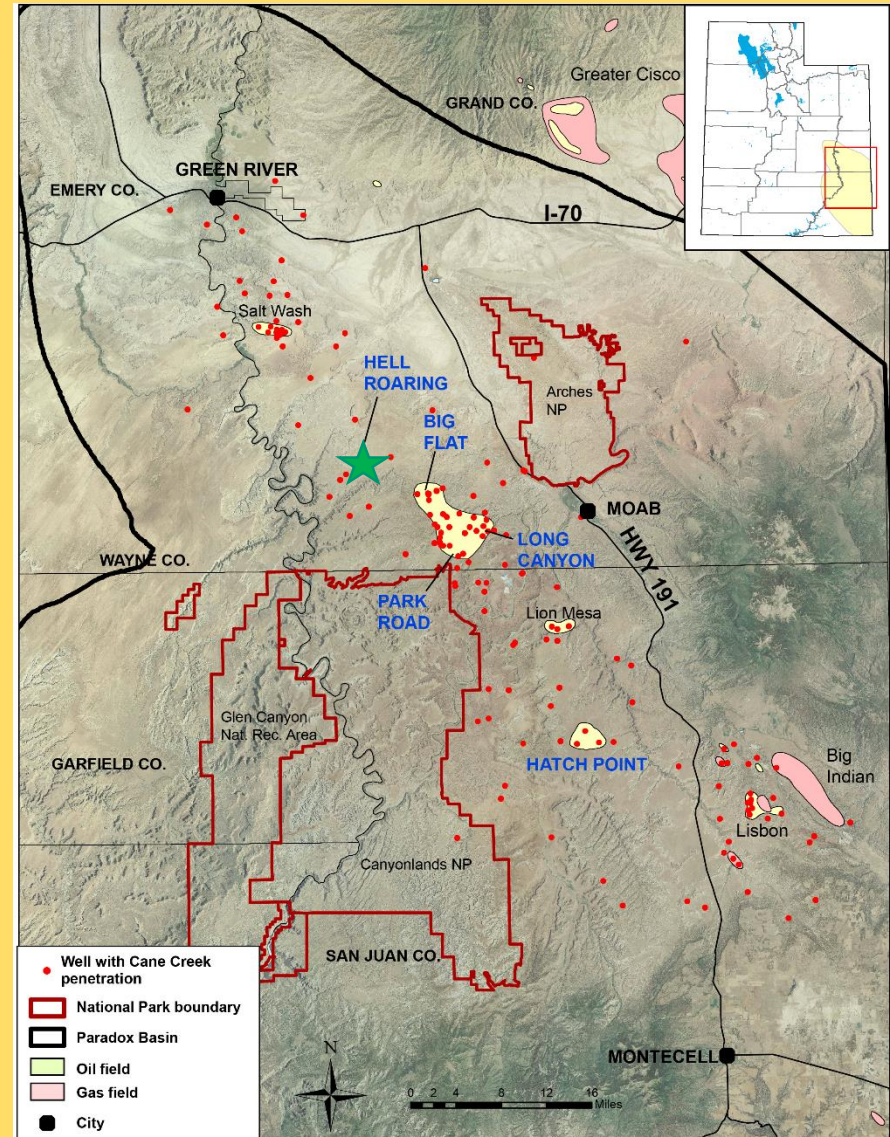 Greater Cisco
GRAND CO.
GREEN RIVER
EMERY CO.
I-70
Salt Wash
HELL
ROARING
Arches
NP
BIG
FLAT
MOAB
LONG
CANYON
HWY 191
WAYNE CO.
PARK
ROAD
Lion Mesa
Glen Canyon
Nat. Rec. Area
HATCH POINT
GARFIELD CO.
Big
Indian
Lisbon
Canyonlands NP
SAN JUAN CO.
Well with Cane Creek
penetration
National Park boundary
Paradox Basin
Oil field
Gas field
City
N
0 2 4 8 12 16
Miles
MONTECELL